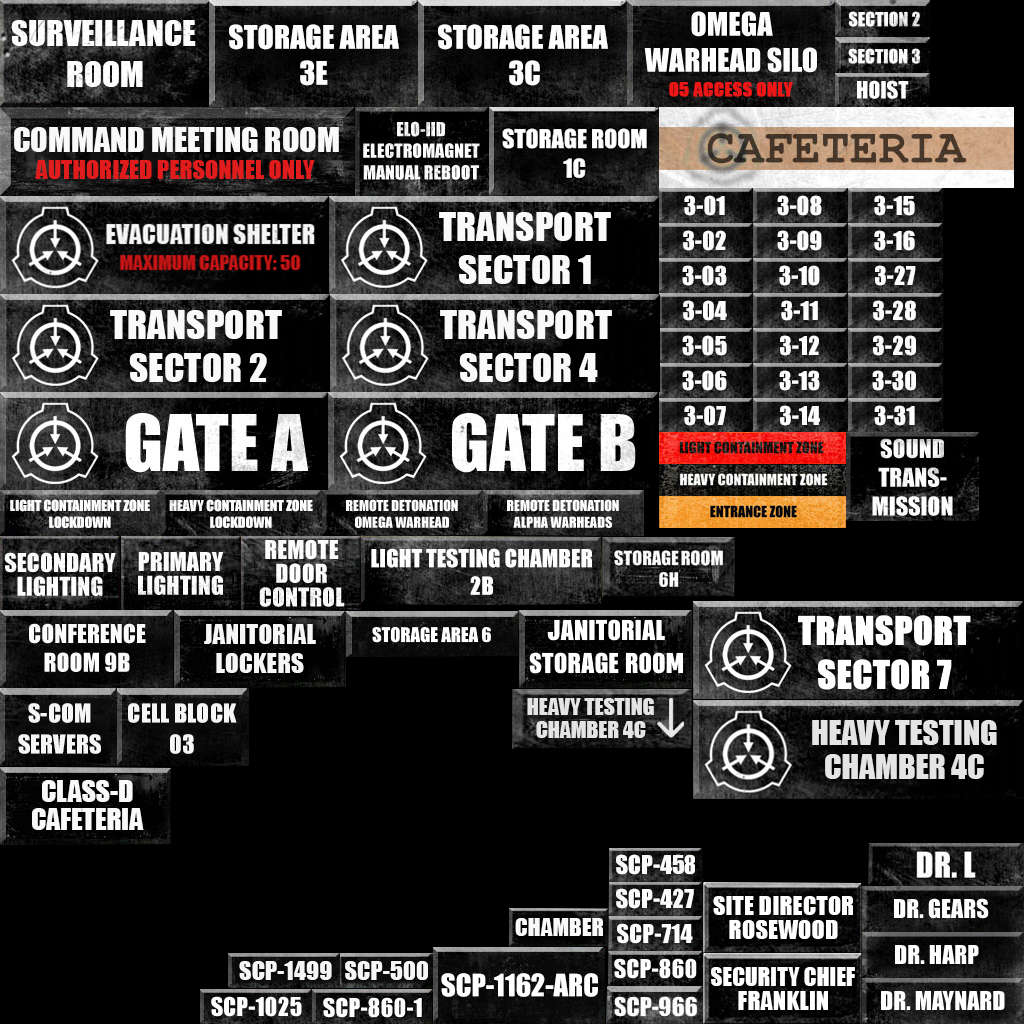 SURVEILLANCE
ROOM
STORAGE AREA
3E
STORAGE AREA
3C
OMEGA
WARHEAD SILO
05 ACCESS ONLY
SECTION 2
SECTION 3
HOIST
COMMAND MEETING ROOM
AUTHORIZED PERSONNEL ONLY
ELO-IID
ELECTROMAGNET
MANUAL REBOOT
STORAGE ROOM
1C
CAFETERIA
EVACUATION SHELTER
MAXIMUM CAPACITY: 50
TRANSPORT
SECTOR 1
TRANSPORT
SECTOR 2
TRANSPORT
SECTOR 4
GATE A
GATE B
3-01
3-02
3-03
3-04
3-05
3-06
3-07
3-08
3-09
3-10
3-11
3-12
3-13
3-14
3-15
3-16
3-27
3-28
3-29
3-30
3-31
LIGHT CONTAINMENT ZONE
HEAVY CONTAINMENT ZONE
ENTRANCE ZONE
SOUND
TRANS-
MISSION
LIGHT CONTAINMENT ZONE
LOCKDOWN
HEAVY CONTAINMENT ZONE
LOCKDOWN
REMOTE DETONATION
OMEGA WARHEAD
REMOTE DETONATION
ALPHA WARHEADS
SECONDARY
LIGHTING
PRIMARY
LIGHTING
REMOTE
DOOR
CONTROL
LIGHT TESTING CHAMBER
2B
STORAGE ROOM
6H
CONFERENCE
ROOM 9B
JANITORIAL
LOCKERS
STORAGE AREA 6
JANITORIAL
STORAGE ROOM
TRANSPORT
SECTOR 7
S-COM
SERVERS
CELL BLOCK
03
HEAVY TESTING
CHAMBER 4C
HEAVY TESTING
CHAMBER 4C
CLASS-D
CAFETERIA
SCP-458
SCP-427
SCP-714
SCP-860
SCP-966
CHAMBER
SCP-1499
SCP-500
SCP-1025
SCP-860-1
SCP-1162-ARC
SITE DIRECTOR
ROSEWOOD
SECURITY CHIEF
FRANKLIN
DR. L
DR. GEARS
DR. HARP
DR. MAYNARD